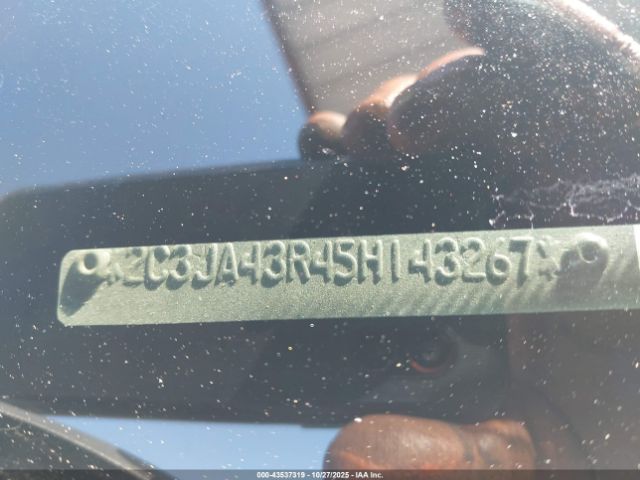 2C3JA43R45H143267
000-43537319 • 10/27/2025 • IAA Inc.